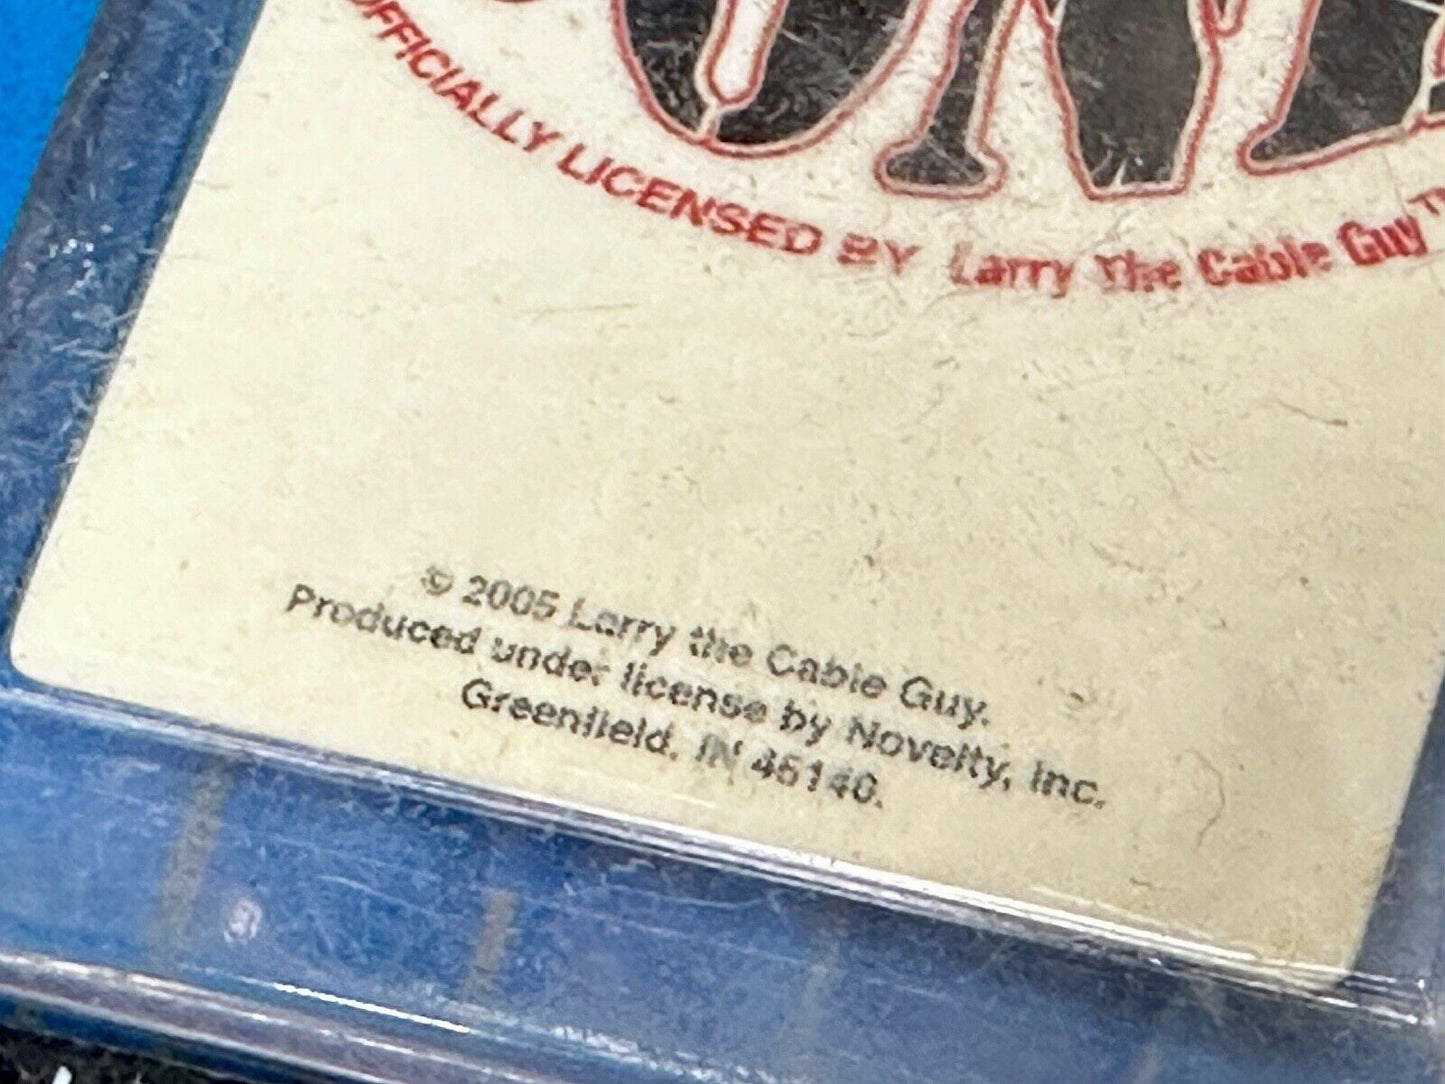 OFFICIALLY LICENSED BY Larry The Cable Guy™
© 2005 Larry the Cable Guy.
Produced under license by Novelty, Inc.
Greenfield, IN 46140.